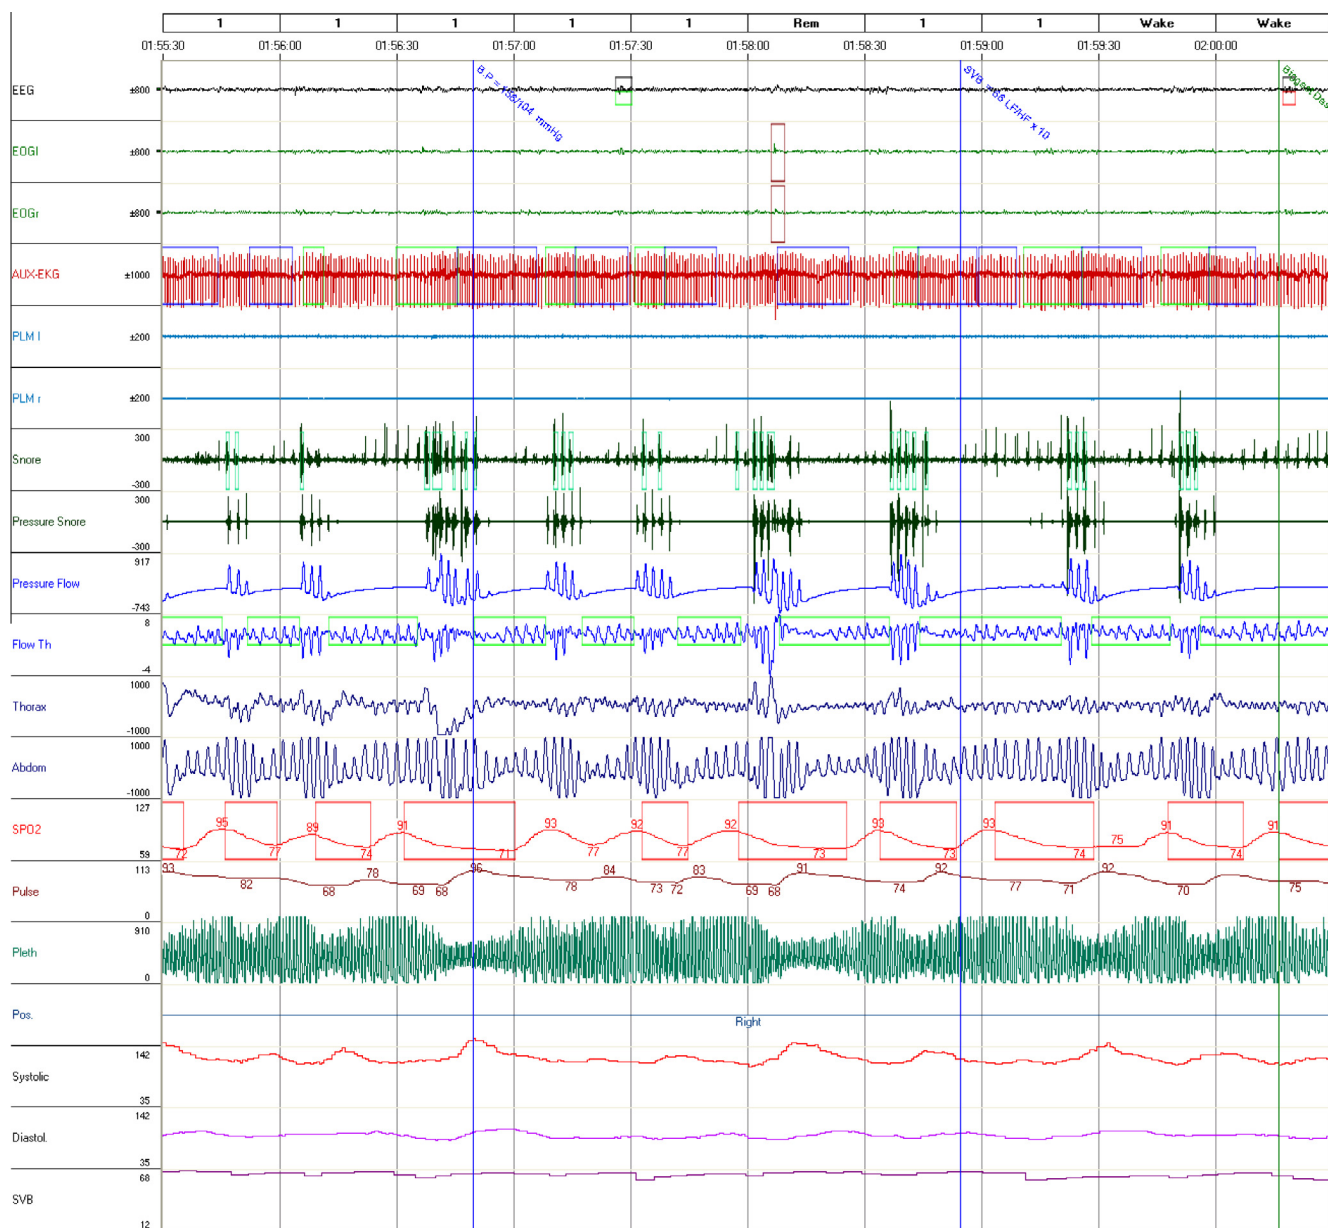 1 1 1 1 1 Rem 1 1 Wake Wake
01:55:30 01:56:00 01:56:30 01:57:00 01:57:30 01:58:00 01:58:30 01:59:00 01:59:30 02:00:00
B.P = 156/104 mmHg
SVB = 66 LF/HF x 10
EEG ±800
EOGl ±800
EOGr ±800
AUX-EKG ±1000
PLM l ±200
PLM r ±200
300
Snore
-300
300
Pressure Snore
-300
917
Pressure Flow
-743
8
Flow Th
-4
1000
Thorax
-1000
1000
Abdom
-1000
127
SPO2
59
95 89 91 93 92 92 93 93 75 91 91
72 77 74 71 77 77 73 73 74 74
113
Pulse
0
93 82 68 78 69 68 96 78 84 73 72 83 69 68 91 74 92 77 71 92 70 75
910
Pleth
0
Pos.
Right
142
Systolic
35
142
Diastol.
35
68
SVB
12